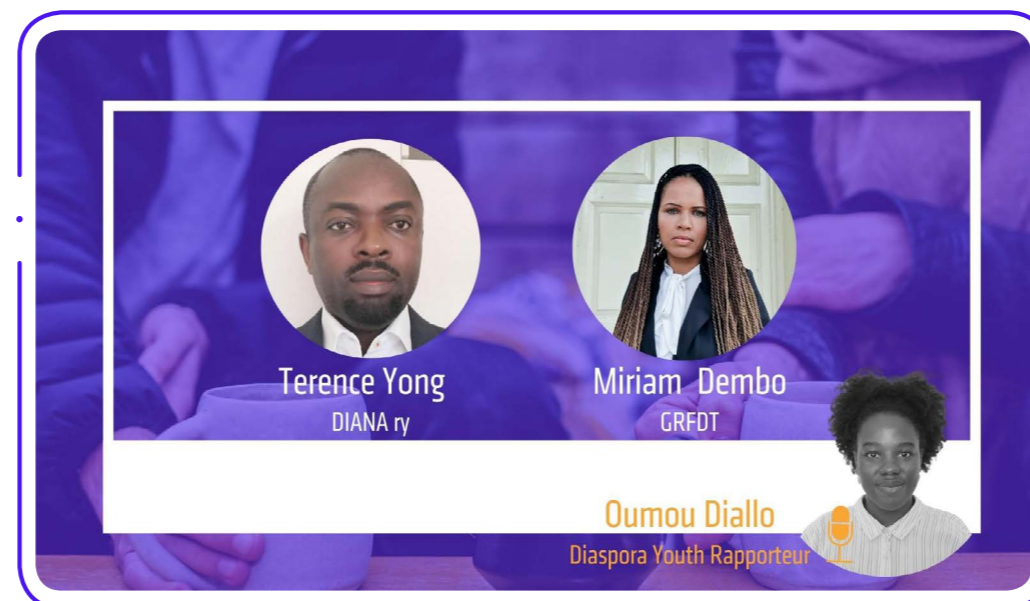 Terence Yong
DIANA ry
Miriam Dembo
GRFDT
Oumou Diallo
Diaspora Youth Rapporteur